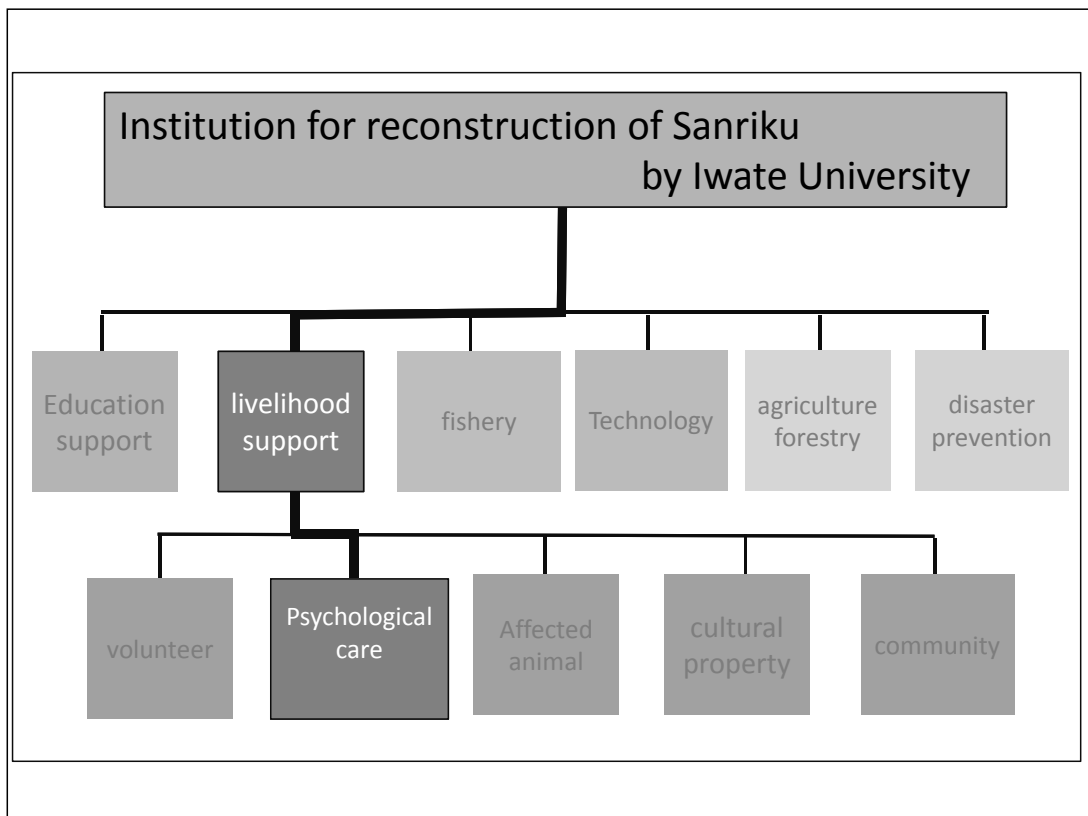 Institution for reconstruction of Sanriku
by Iwate University
Education
support
livelihood
support
fishery
Technology
agriculture
forestry
disaster
prevention
volunteer
Psychological
care
Affected
animal
cultural
property
community